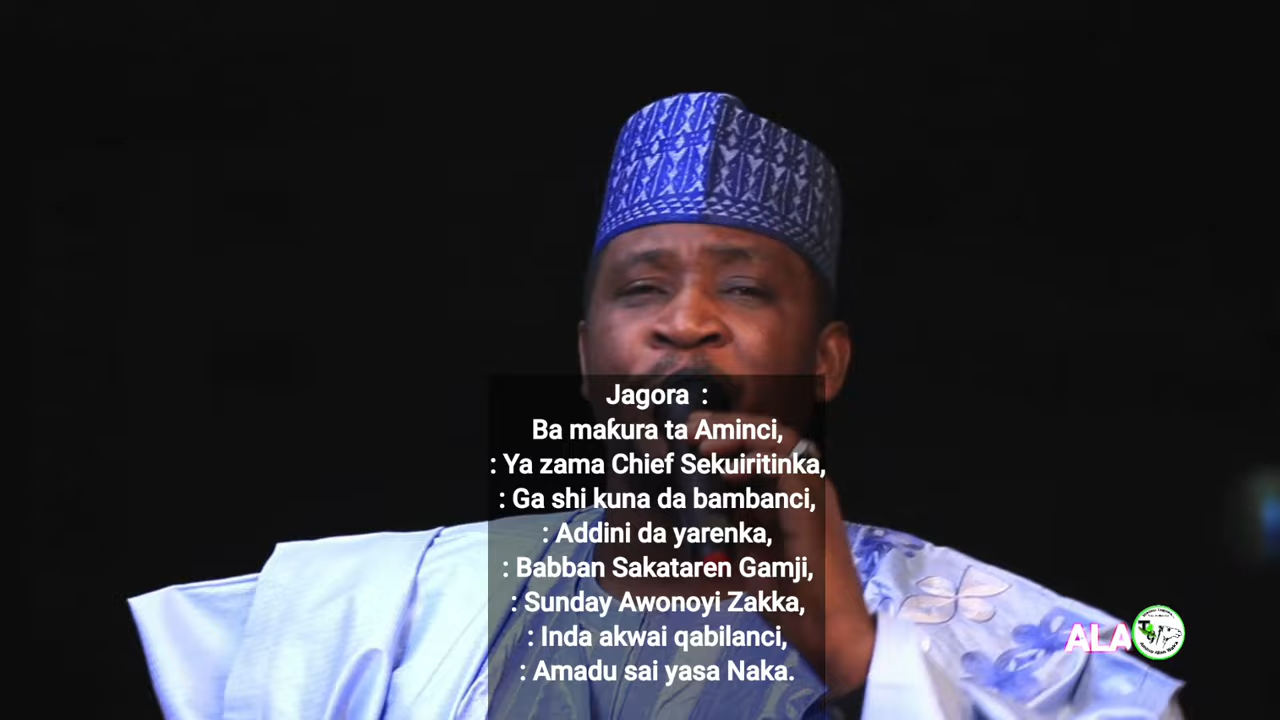 Jagora :
Ba maƙura ta Aminci,
: Ya zama Chief Sekuiritinka,
: Ga shi kuna da bambanci,
: Addini da yarenka,
: Babban Sakataren Gamji,
: Sunday Awonoyi Zakka,
: Inda akwai qabilanci,
: Amadu sai yasa Naka.
ALA